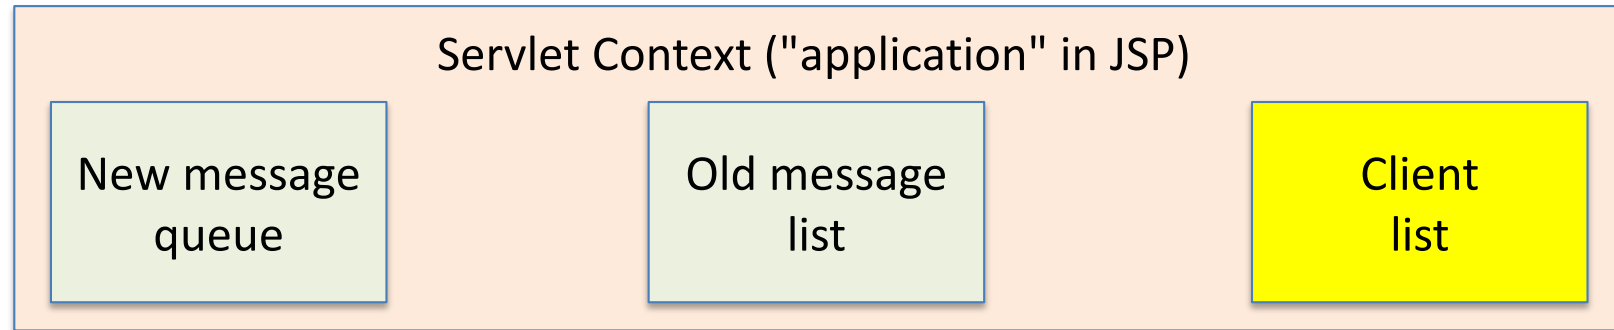 Servlet Context ("application" in JSP)
New message
queue
Old message
list
Client
list